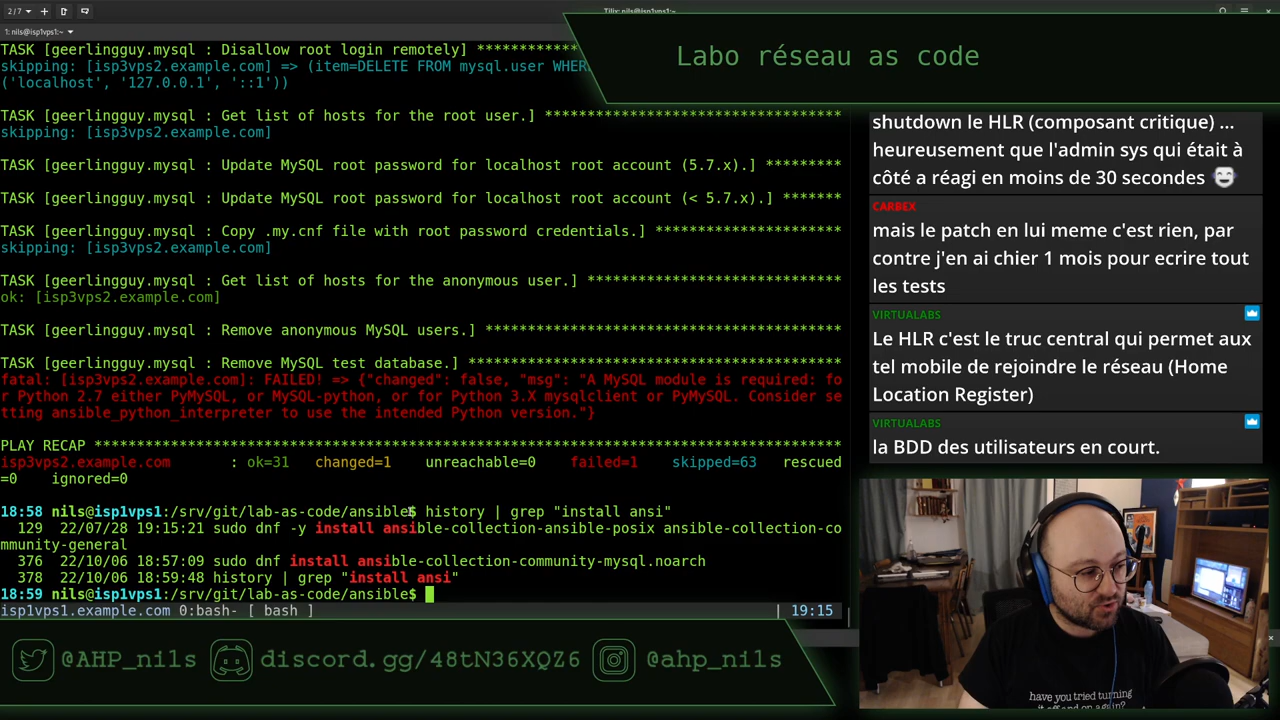 2/7
Tilix: nils@isp1vps1:~
1: nils@isp1vps1:~
Labo réseau as code
TASK [geerlingguy.mysql : Disallow root login remotely]
skipping: [isp3vps2.example.com] => (item=DELETE FROM mysql.user WHERE
('localhost', '127.0.0.1', '::1'))
TASK [geerlingguy.mysql : Get list of hosts for the root user.] ************************************
skipping: [isp3vps2.example.com]
TASK [geerlingguy.mysql : Update MySQL root password for localhost root account (5.7.x).] *********
TASK [geerlingguy.mysql : Update MySQL root password for localhost root account (< 5.7.x).] ********
TASK [geerlingguy.mysql : Copy .my.cnf file with root password credentials.] ***********************
skipping: [isp3vps2.example.com]
TASK [geerlingguy.mysql : Get list of hosts for the anonymous user.] *******************************
ok: [isp3vps2.example.com]
TASK [geerlingguy.mysql : Remove anonymous MySQL users.] *******************************************
TASK [geerlingguy.mysql : Remove MySQL test database.] *********************************************
fatal: [isp3vps2.example.com]: FAILED! => {"changed": false, "msg": "A MySQL module is required: fo
r Python 2.7 either PyMySQL, or MySQL-python, or for Python 3.X mysqlclient or PyMySQL. Consider se
tting ansible_python_interpreter to use the intended Python version."}
PLAY RECAP *****************************************************************************************
isp3vps2.example.com : ok=31 changed=1 unreachable=0 failed=1 skipped=63 rescued
=0 ignored=0
18:58 nils@isp1vps1:/srv/git/lab-as-code/ansible$ history | grep "install ansi"
129 22/07/28 19:15:21 sudo dnf -y install ansible-collection-ansible-posix ansible-collection-co
mmunity-general
376 22/10/06 18:57:09 sudo dnf install ansible-collection-community-mysql.noarch
378 22/10/06 18:59:48 history | grep "install ansi"
18:59 nils@isp1vps1:/srv/git/lab-as-code/ansible$
isp1vps1.example.com 0:bash- [ bash ] | 19:15
shutdown le HLR (composant critique) ...
heureusement que l'admin sys qui était à
côté a réagi en moins de 30 secondes
CARBEX
mais le patch en lui meme c'est rien, par
contre j'en ai chier 1 mois pour ecrire tout
les tests
VIRTUALABS
Le HLR c'est le truc central qui permet aux
tel mobile de rejoindre le réseau (Home
Location Register)
VIRTUALABS
la BDD des utilisateurs en court.
@AHP_nils discord.gg/48tN36XQZ6 @ahp_nils
have you tried turning
it off and on again?